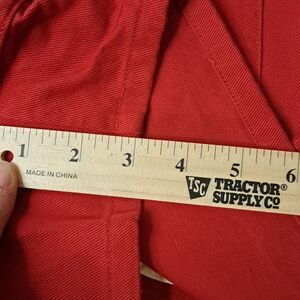 1 2 3 4 5 6
MADE IN CHINA
TSC TRACTOR
SUPPLY CO